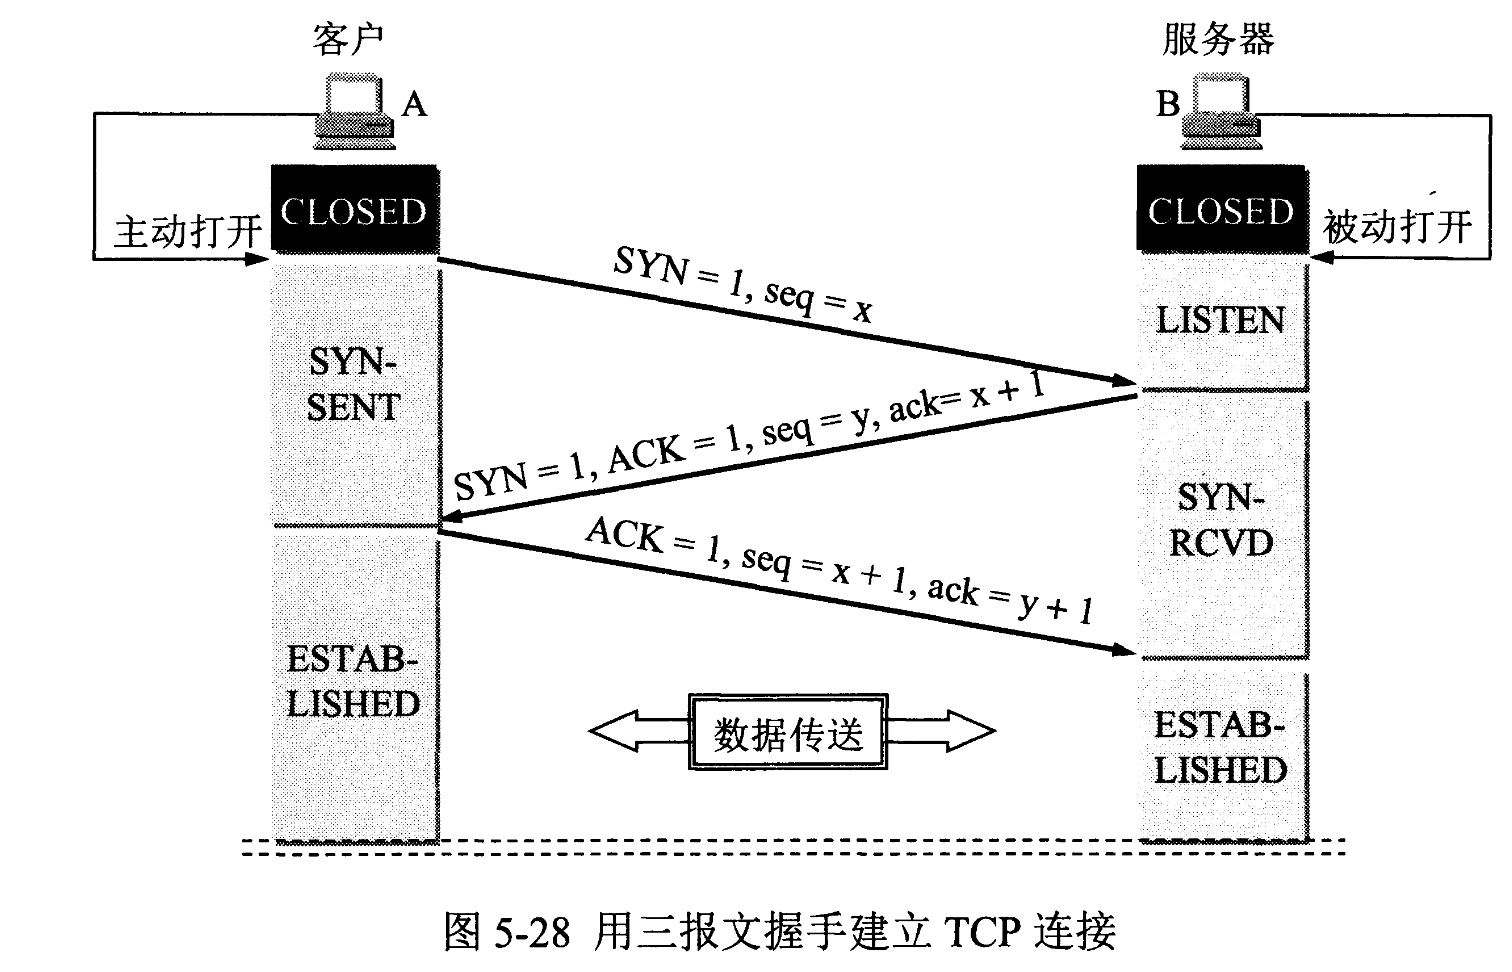 客户
服务器
A
B
CLOSED
CLOSED
主动打开
被动打开
SYN = 1, seq = x
LISTEN
SYN-
SENT
SYN = 1, ACK = 1, seq = y, ack= x + 1
SYN-
RCVD
ACK = 1, seq = x + 1, ack = y + 1
ESTAB-
LISHED
数据传送
ESTAB-
LISHED
图 5-28 用三报文握手建立 TCP 连接